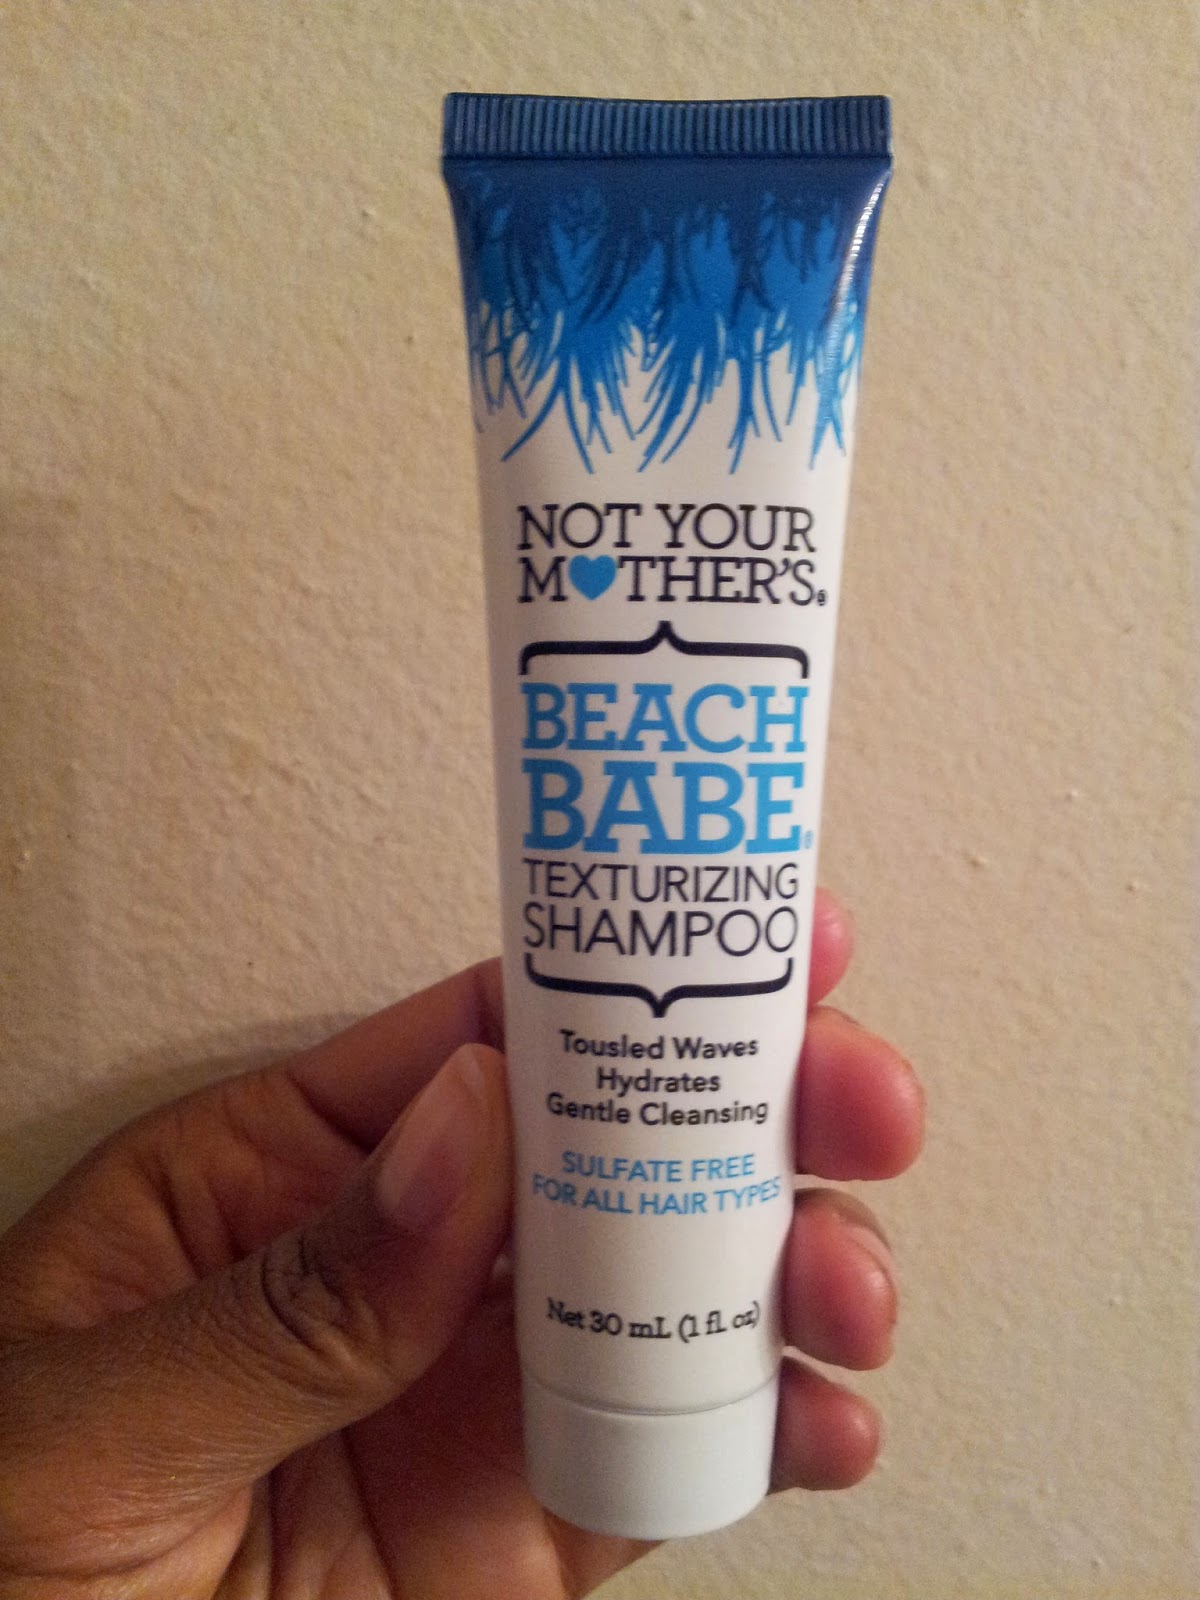 NOT YOUR
MOTHER'S®
BEACH
BABE®
TEXTURIZING
SHAMPOO
Tousled Waves
Hydrates
Gentle Cleansing
SULFATE FREE
FOR ALL HAIR TYPES
Net 30 mL (1 fl. oz)